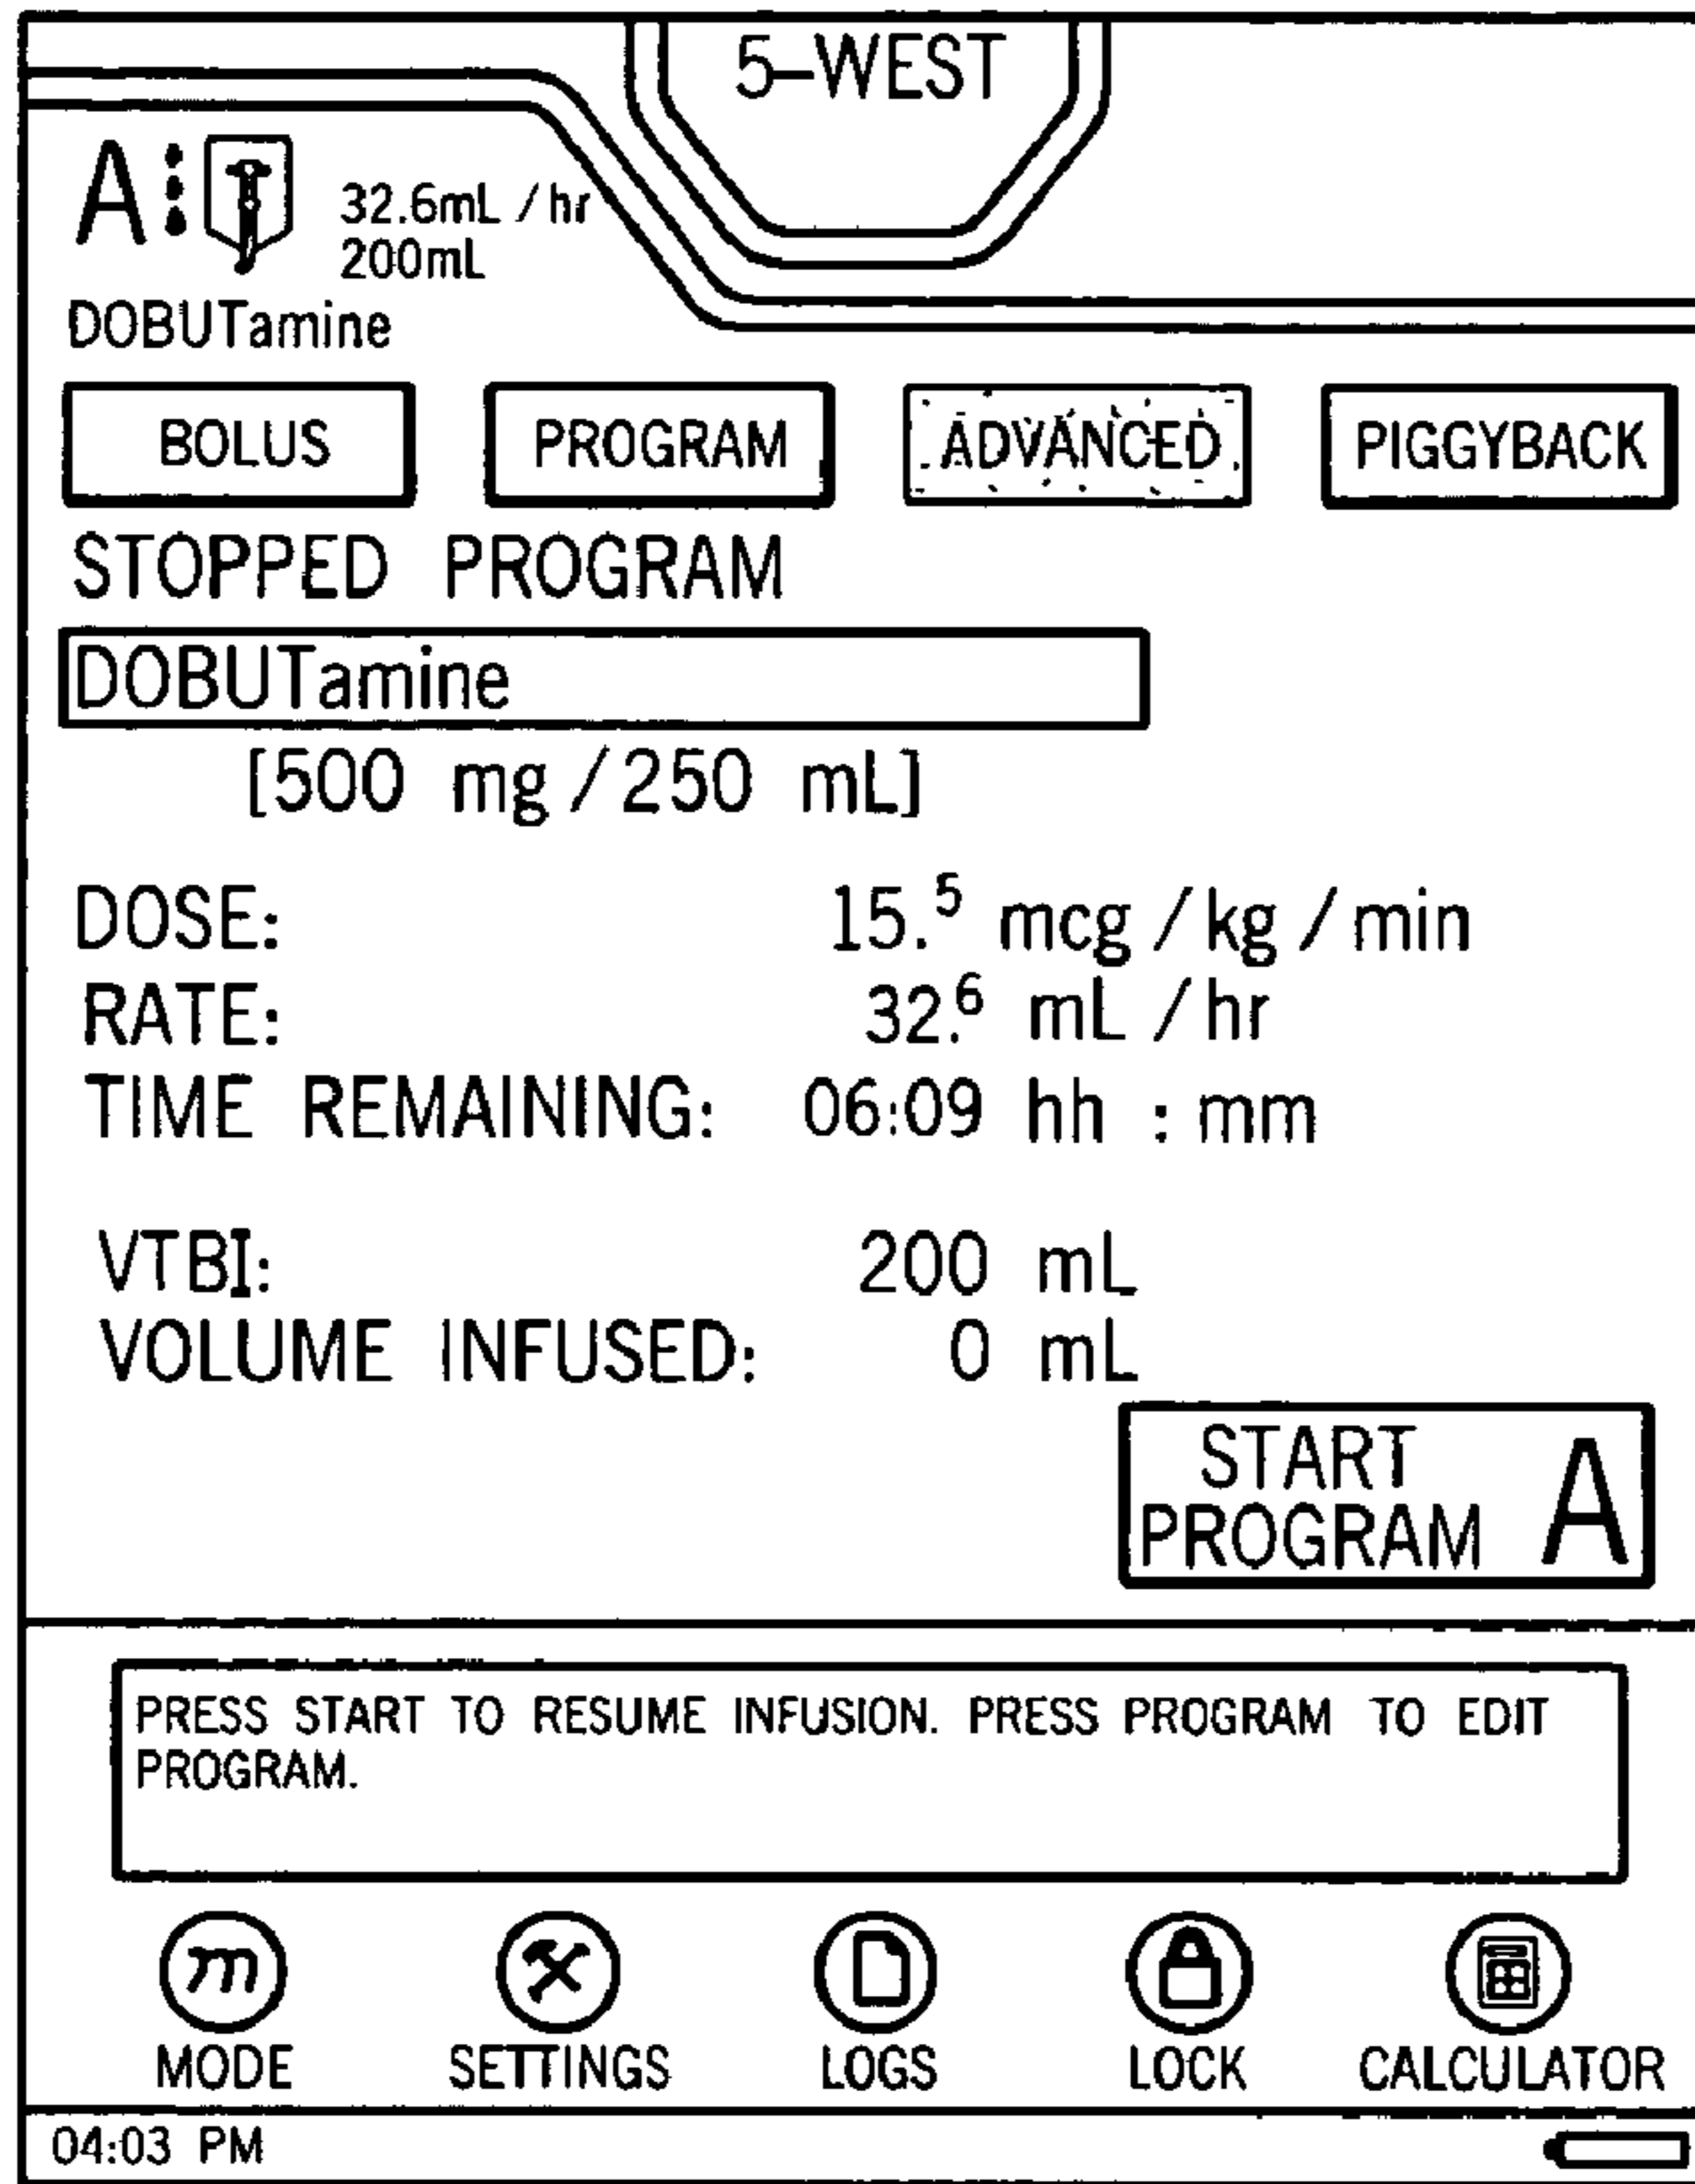 5-WEST
A
32.6mL/hr
200mL
DOBUTamine
BOLUS PROGRAM ADVANCED PIGGYBACK
STOPPED PROGRAM
DOBUTamine
[500 mg/250 mL]
DOSE: 15.5 mcg/kg/min
RATE: 32.6 mL/hr
TIME REMAINING: 06:09 hh : mm
VTBI: 200 mL
VOLUME INFUSED: 0 mL
START
PROGRAM A
PRESS START TO RESUME INFUSION. PRESS PROGRAM TO EDIT
PROGRAM.
m
MODE SETTINGS LOGS LOCK CALCULATOR
04:03 PM